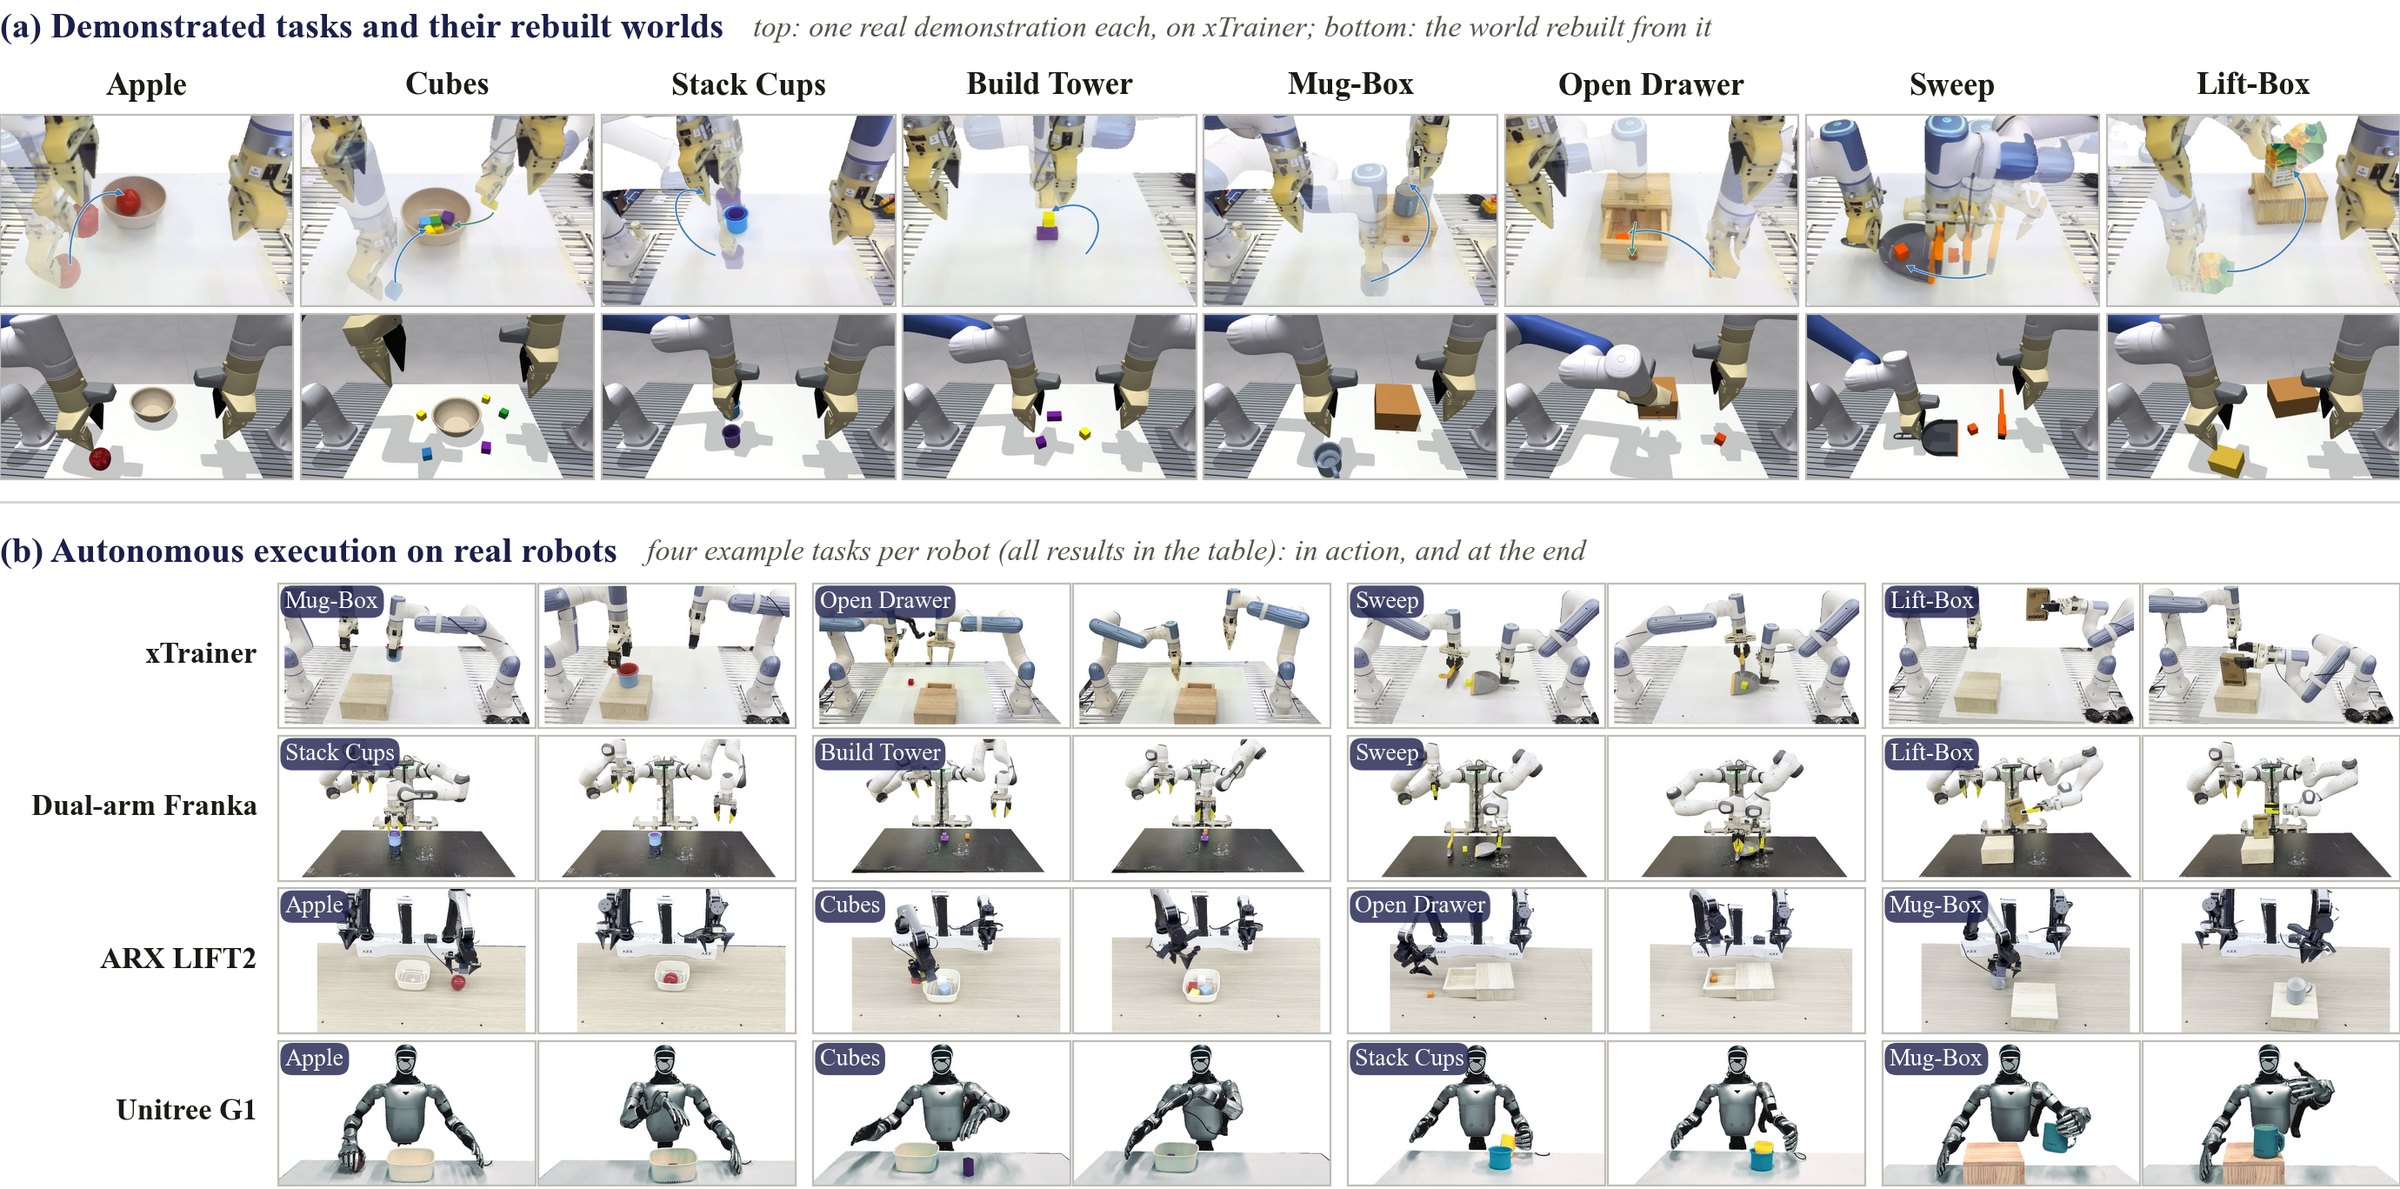 (a) Demonstrated tasks and their rebuilt worlds top: one real demonstration each, on xTrainer; bottom: the world rebuilt from it
Apple Cubes Stack Cups Build Tower Mug-Box Open Drawer Sweep Lift-Box
(b) Autonomous execution on real robots four example tasks per robot (all results in the table): in action, and at the end
xTrainer
Mug-Box Open Drawer Sweep Lift-Box
Dual-arm Franka
Stack Cups Build Tower Sweep Lift-Box
ARX LIFT2
Apple Cubes Open Drawer Mug-Box
Unitree G1
Apple Cubes Stack Cups Mug-Box